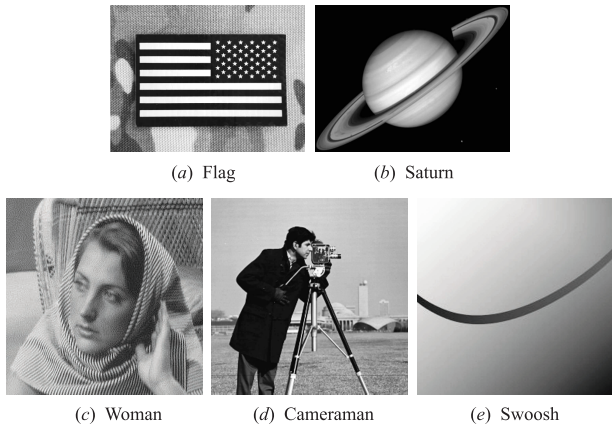 (a) Flag
(b) Saturn
(c) Woman
(d) Cameraman
(e) Swoosh